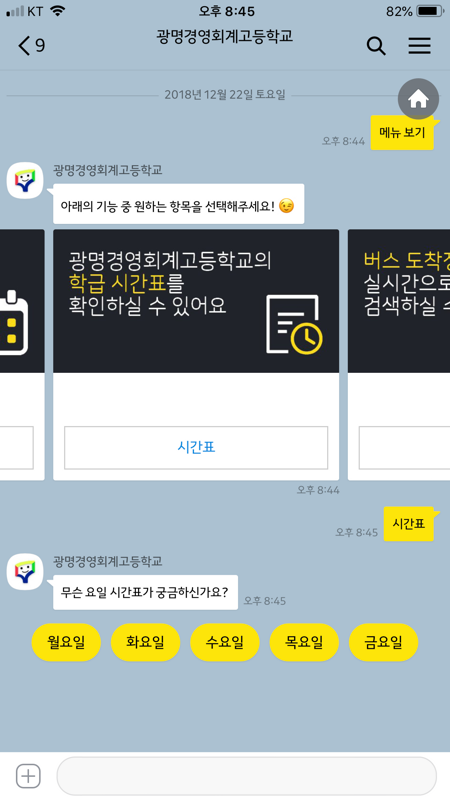 KT 오후 8:45 82%
9 광명경영회계고등학교
2018년 12월 22일 토요일
오후 8:44 메뉴 보기
광명경영회계고등학교
아래의 기능 중 원하는 항목을 선택해주세요! 😉
광명경영회계고등학교의
학급 시간표를
확인하실 수 있어요
시간표
버스 도착
실시간으로
검색하실
오후 8:44
오후 8:45 시간표
광명경영회계고등학교
무슨 요일 시간표가 궁금하신가요? 오후 8:45
월요일 화요일 수요일 목요일 금요일